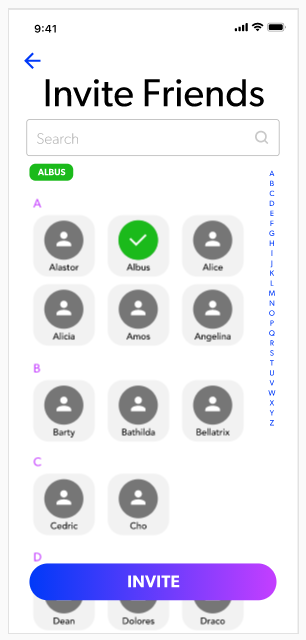 9:41
Invite Friends
Search
ALBUS
A
Alastor Albus Alice
Alicia Amos Angelina
B
Barty Bathilda Bellatrix
C
Cedric Cho
D
INVITE
Dean Dolores Draco
A
B
C
D
E
F
G
H
I
J
K
L
M
N
O
P
Q
R
S
T
U
V
W
X
Y
Z